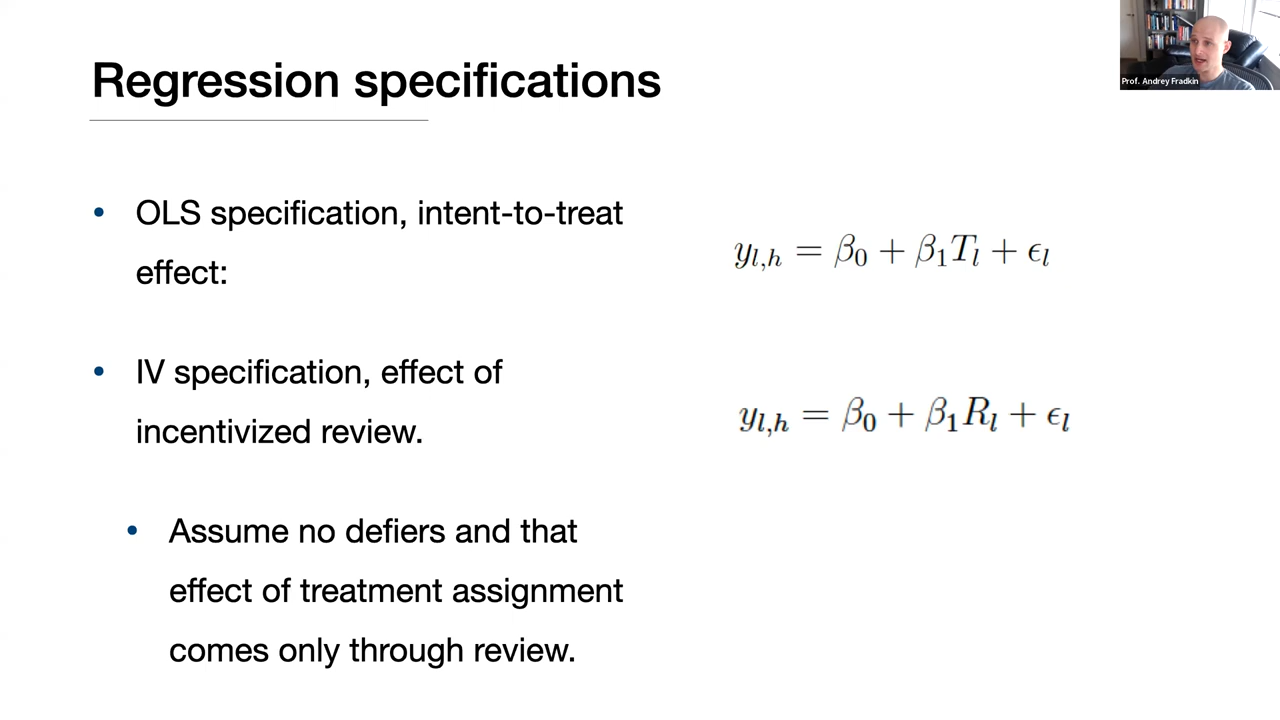 Regression specifications
Prof. Andrey Fradkin
• OLS specification, intent-to-treat
effect:
y_{l,h} = β_0 + β_1 T_l + ϵ_l
• IV specification, effect of
incentivized review.
y_{l,h} = β_0 + β_1 R_l + ϵ_l
• Assume no defiers and that
effect of treatment assignment
comes only through review.